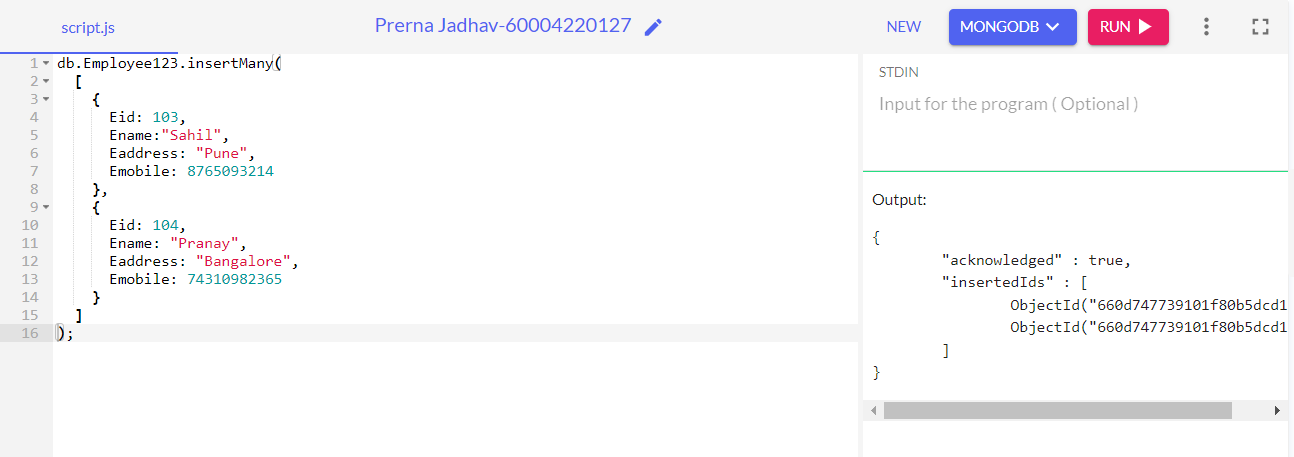 script.js
Prerna Jadhav-60004220127
NEW
MONGODB
RUN
1 db.Employee123.insertMany(
2 [
3 {
4 Eid: 103,
5 Ename:"Sahil",
6 Eaddress: "Pune",
7 Emobile: 8765093214
8 },
9 {
10 Eid: 104,
11 Ename: "Pranay",
12 Eaddress: "Bangalore",
13 Emobile: 74310982365
14 }
15 ]
16 );
STDIN
Input for the program ( Optional )
Output:
{
"acknowledged" : true,
"insertedIds" : [
ObjectId("660d747739101f80b5dcd1
ObjectId("660d747739101f80b5dcd1
]
}